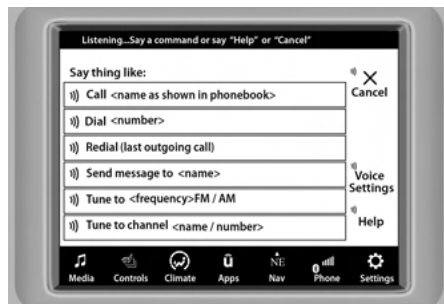 Listening...Say a command or say “Help” or “Cancel”
Say thing like:
Call <name as shown in phonebook>
Dial <number>
Redial (last outgoing call)
Send message to <name>
Tune to <frequency>FM / AM
Tune to channel <name / number>
Cancel
Voice
Settings
Help
NE
Media Controls Climate Apps Nav Phone Settings